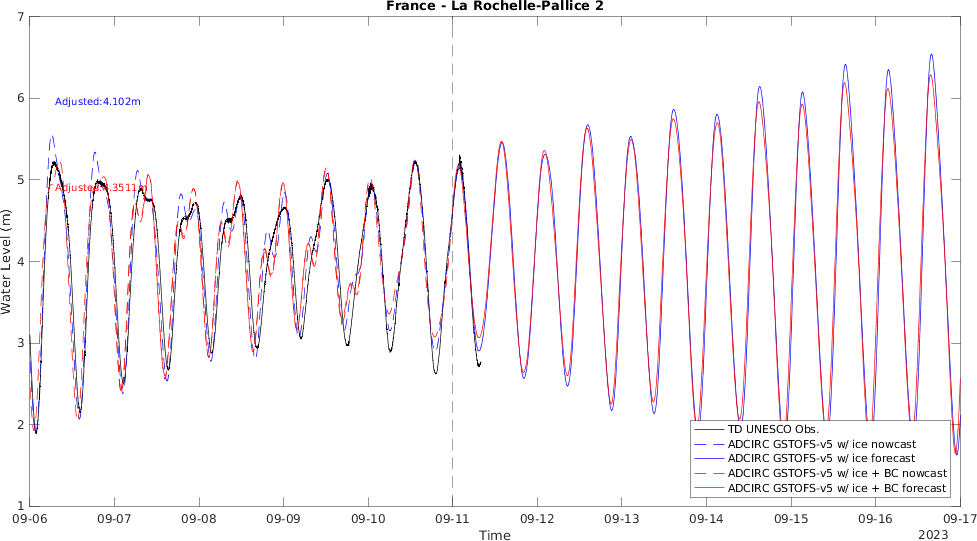 France - La Rochelle-Pallice 2
7
6
5
4
3
2
1
Water Level (m)
Adjusted:4.102m
TD UNESCO Obs.
ADCIRC GSTOFS-v5 w/ ice nowcast
ADCIRC GSTOFS-v5 w/ ice forecast
ADCIRC GSTOFS-v5 w/ ice + BC nowcast
ADCIRC GSTOFS-v5 w/ ice + BC forecast
09-06 09-07 09-08 09-09 09-10 09-11 09-12 09-13 09-14 09-15 09-16 09-17
Time
2023